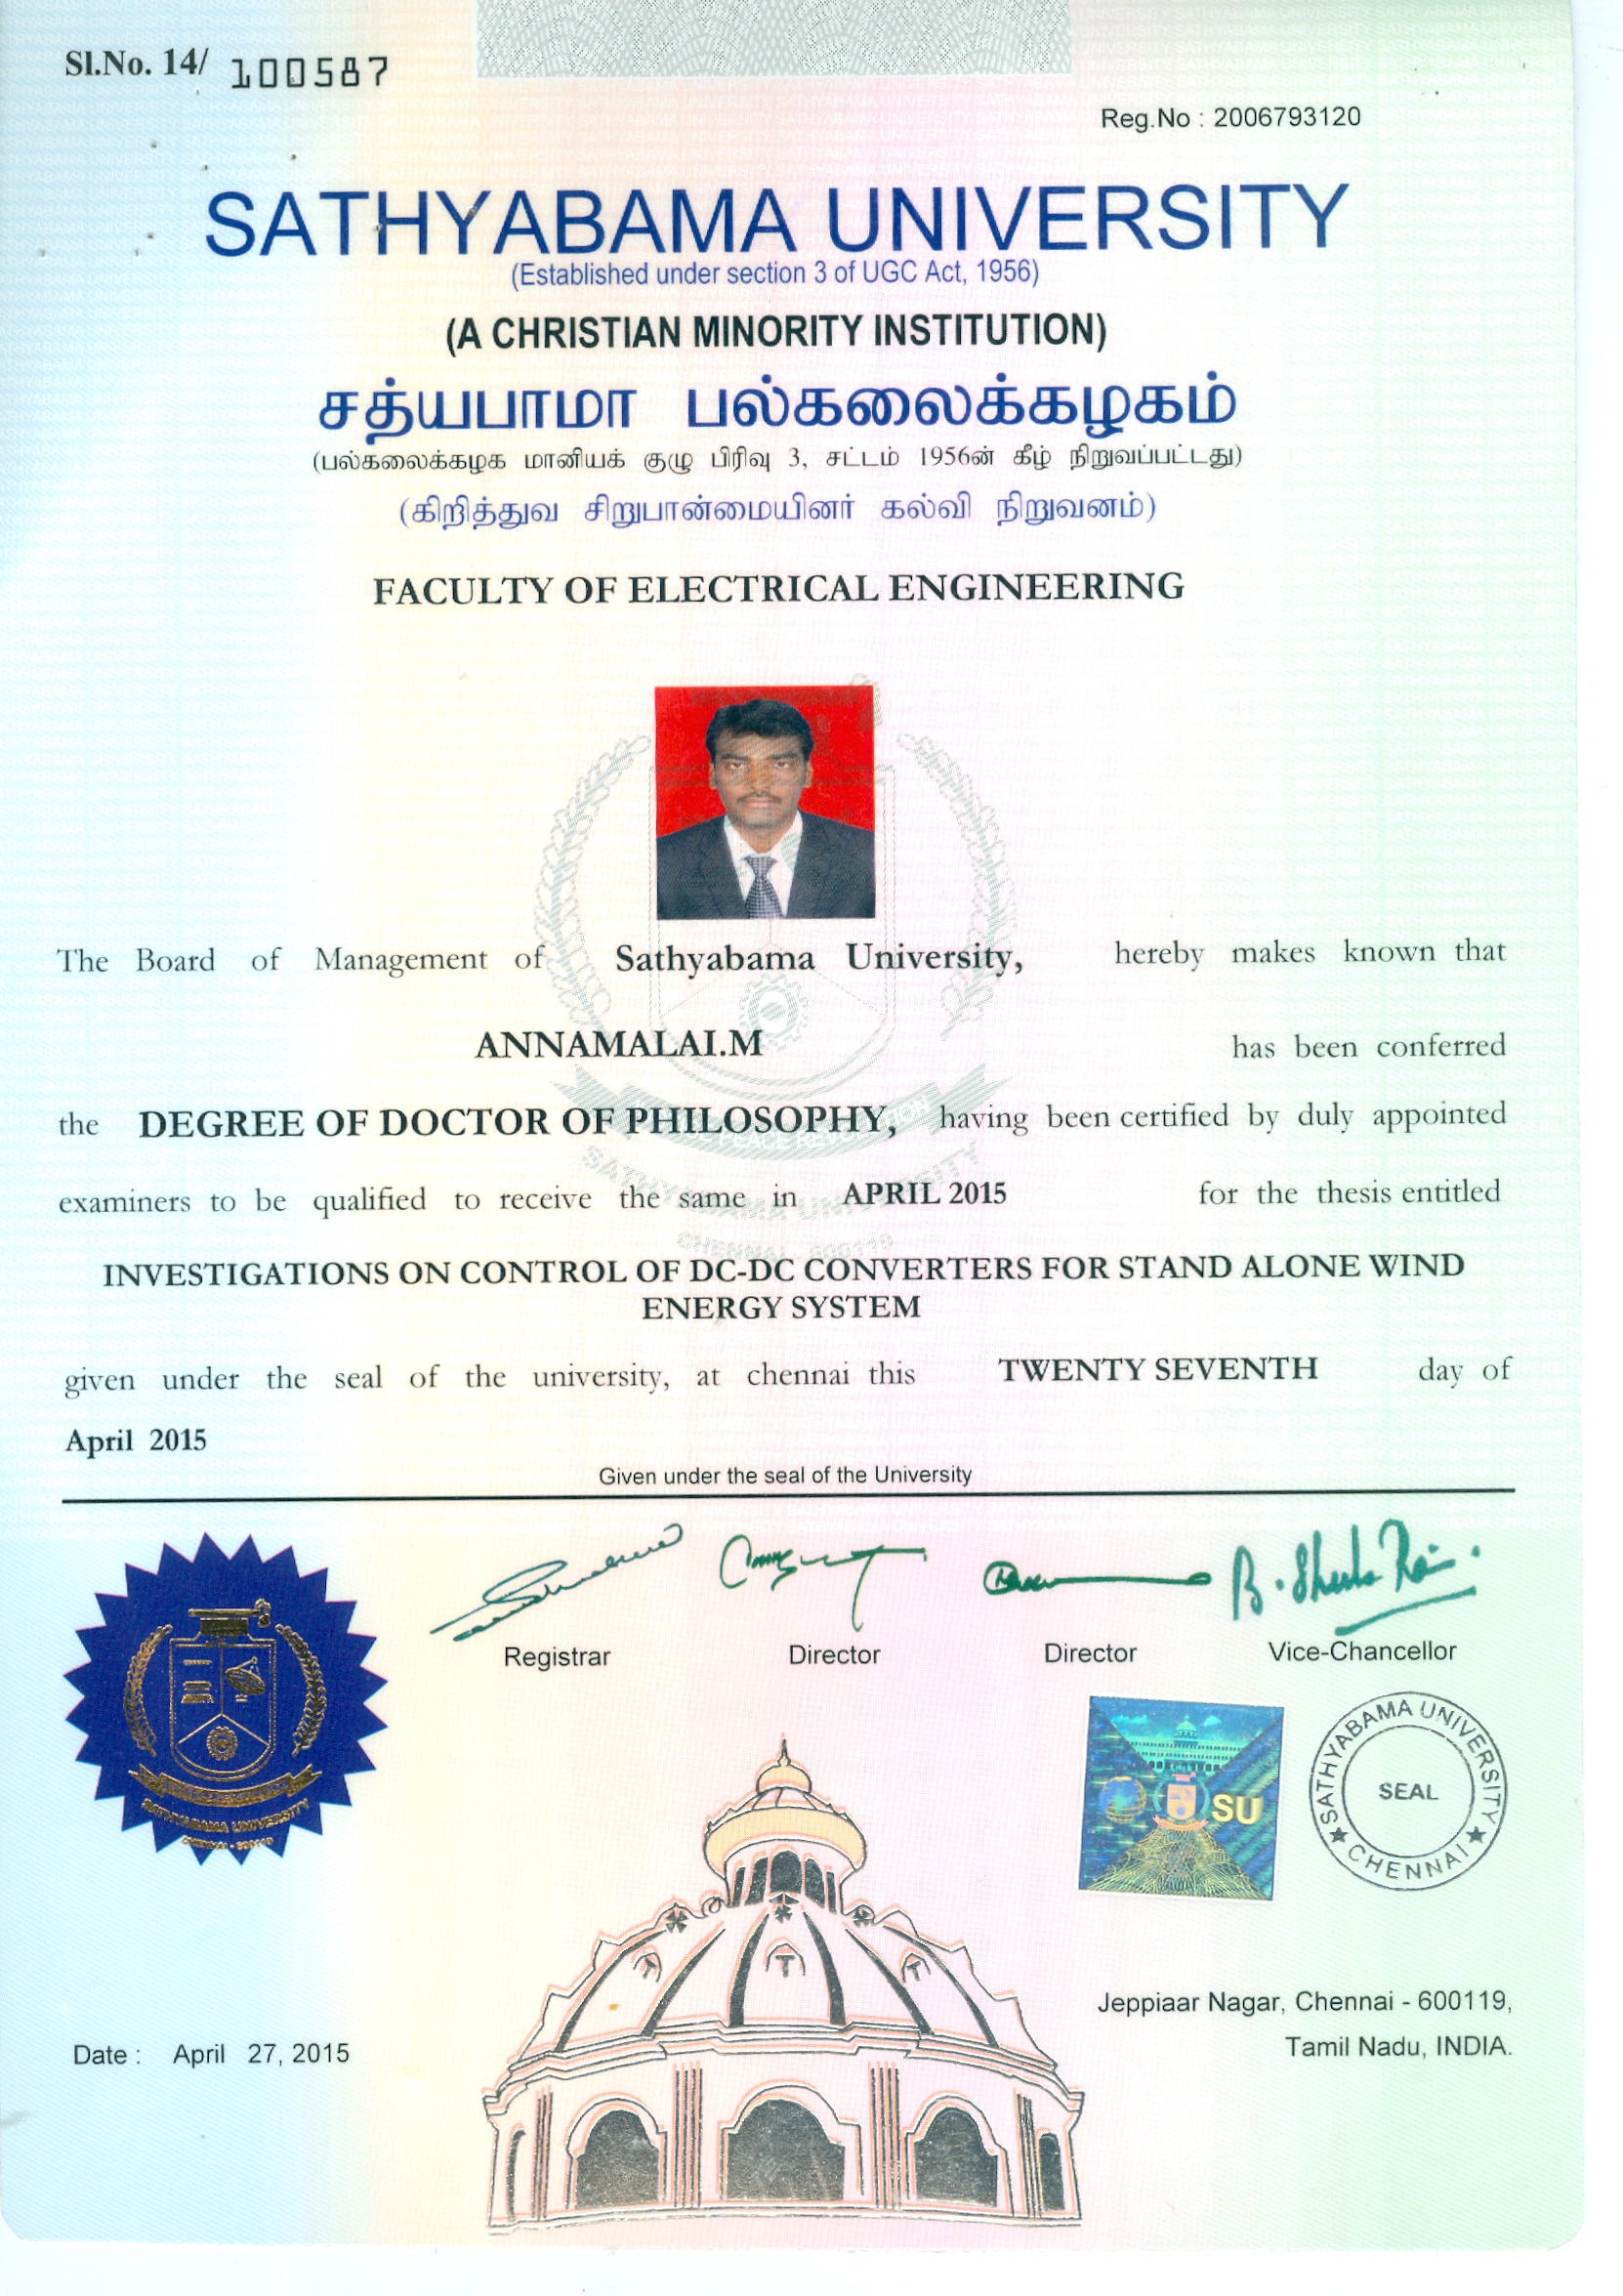 Sl.No. 14/ 100587
Reg.No : 2006793120
SATHYABAMA UNIVERSITY
(Established under section 3 of UGC Act, 1956)
(A CHRISTIAN MINORITY INSTITUTION)
சத்யபாமா பல்கலைக்கழகம்
(பல்கலைக்கழக மானியக் குழு பிரிவு 3, சட்டம் 1956ன் கீழ் நிறுவப்பட்டது)
(கிறித்துவ சிறுபான்மையினர் கல்வி நிறுவனம்)
FACULTY OF ELECTRICAL ENGINEERING
The Board of Management of Sathyabama University, hereby makes known that
ANNAMALAI.M has been conferred
the DEGREE OF DOCTOR OF PHILOSOPHY, having been certified by duly appointed
examiners to be qualified to receive the same in APRIL 2015 for the thesis entitled
INVESTIGATIONS ON CONTROL OF DC-DC CONVERTERS FOR STAND ALONE WIND
ENERGY SYSTEM
given under the seal of the university, at chennai this TWENTY SEVENTH day of
April 2015
Given under the seal of the University
Registrar Director Director Vice-Chancellor
SATHYABAMA UNIVERSITY
CHENNAI - 600119
SU
SATHYABAMA UNIVERSITY
SEAL
★ CHENNAI ★
Jeppiaar Nagar, Chennai - 600119,
Tamil Nadu, INDIA.
Date : April 27, 2015